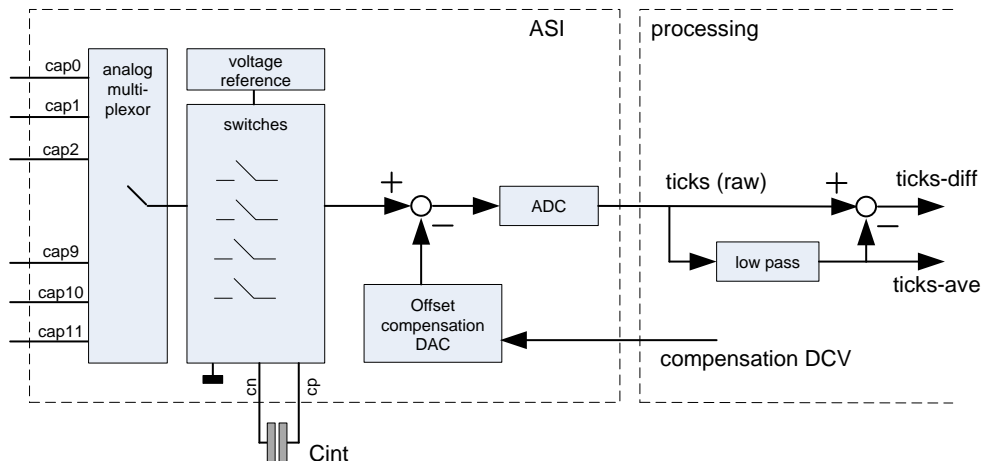 ASI
processing
cap0
cap1
cap2
cap9
cap10
cap11
analog
multi-
plexor
voltage
reference
switches
+
−
ADC
Offset
compensation
DAC
cn
cp
Cint
ticks (raw)
+
−
ticks-diff
low pass
ticks-ave
compensation DCV